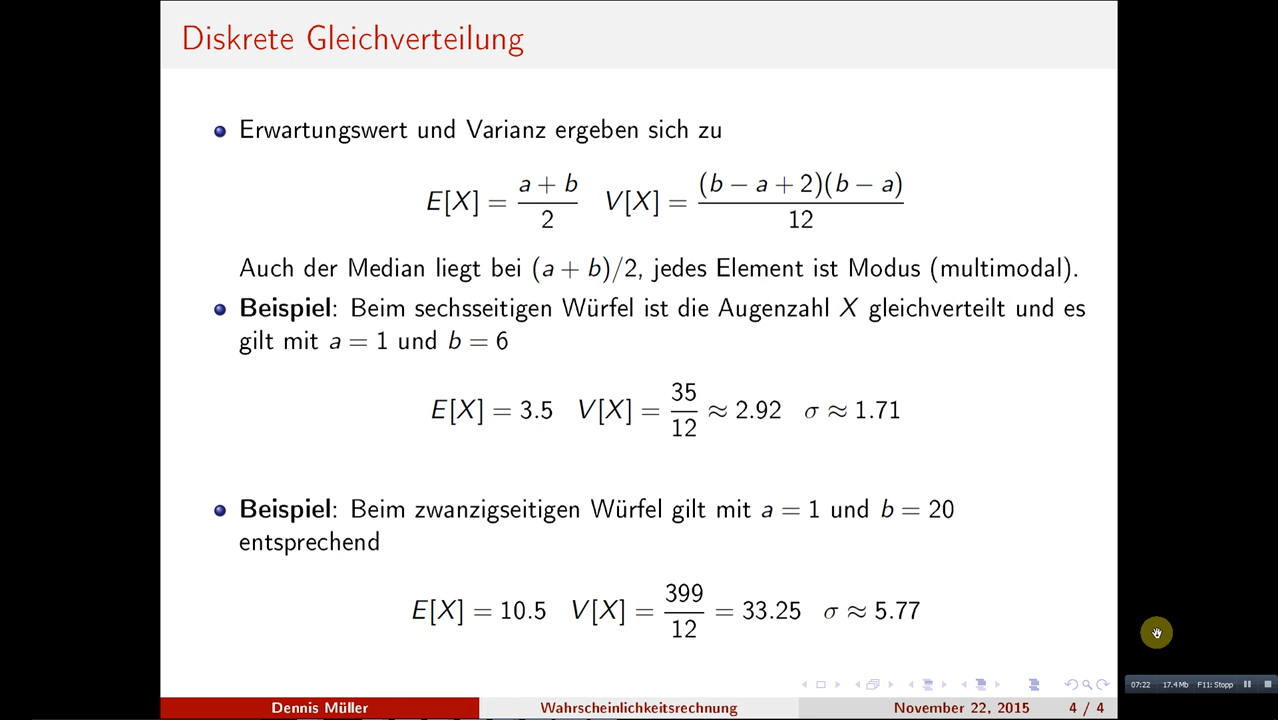 Diskrete Gleichverteilung
Erwartungswert und Varianz ergeben sich zu
E[X] = (a + b)/2   V[X] = (b − a + 2)(b − a)/12
Auch der Median liegt bei (a + b)/2, jedes Element ist Modus (multimodal).
Beispiel: Beim sechsseitigen Würfel ist die Augenzahl X gleichverteilt und es
gilt mit a = 1 und b = 6
E[X] = 3.5   V[X] = 35/12 ≈ 2.92   σ ≈ 1.71
Beispiel: Beim zwanzigseitigen Würfel gilt mit a = 1 und b = 20
entsprechend
E[X] = 10.5   V[X] = 399/12 = 33.25   σ ≈ 5.77
07:22   17.4 Mb   F11: Stopp
Dennis Müller   Wahrscheinlichkeitsrechnung   November 22, 2015   4 / 4